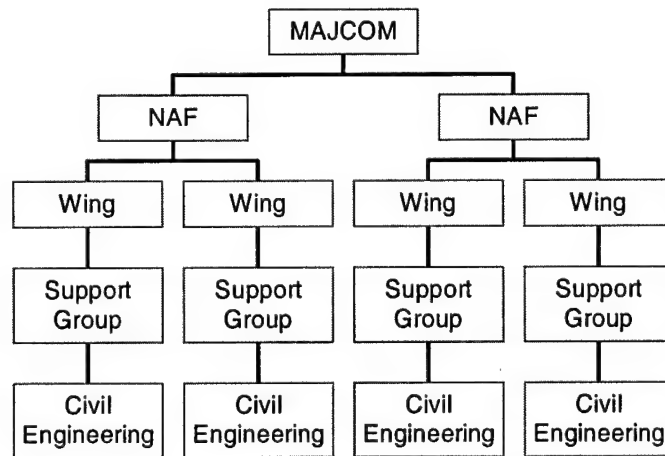 MAJCOM
NAF
NAF
Wing
Wing
Wing
Wing
Support
Group
Support
Group
Support
Group
Support
Group
Civil
Engineering
Civil
Engineering
Civil
Engineering
Civil
Engineering